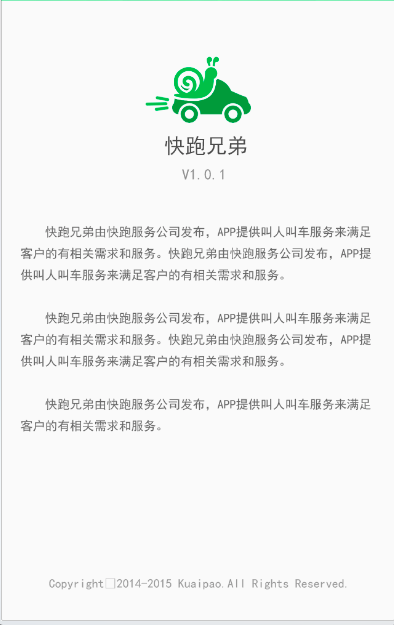 快跑兄弟
V1.0.1
快跑兄弟由快跑服务公司发布，APP提供叫人叫车服务来满足
客户的有相关需求和服务。快跑兄弟由快跑服务公司发布，APP提
供叫人叫车服务来满足客户的有相关需求和服务。
快跑兄弟由快跑服务公司发布，APP提供叫人叫车服务来满足
客户的有相关需求和服务。快跑兄弟由快跑服务公司发布，APP提
供叫人叫车服务来满足客户的有相关需求和服务。
快跑兄弟由快跑服务公司发布，APP提供叫人叫车服务来满足
客户的有相关需求和服务。
Copyright□2014-2015 Kuaipao.All Rights Reserved.